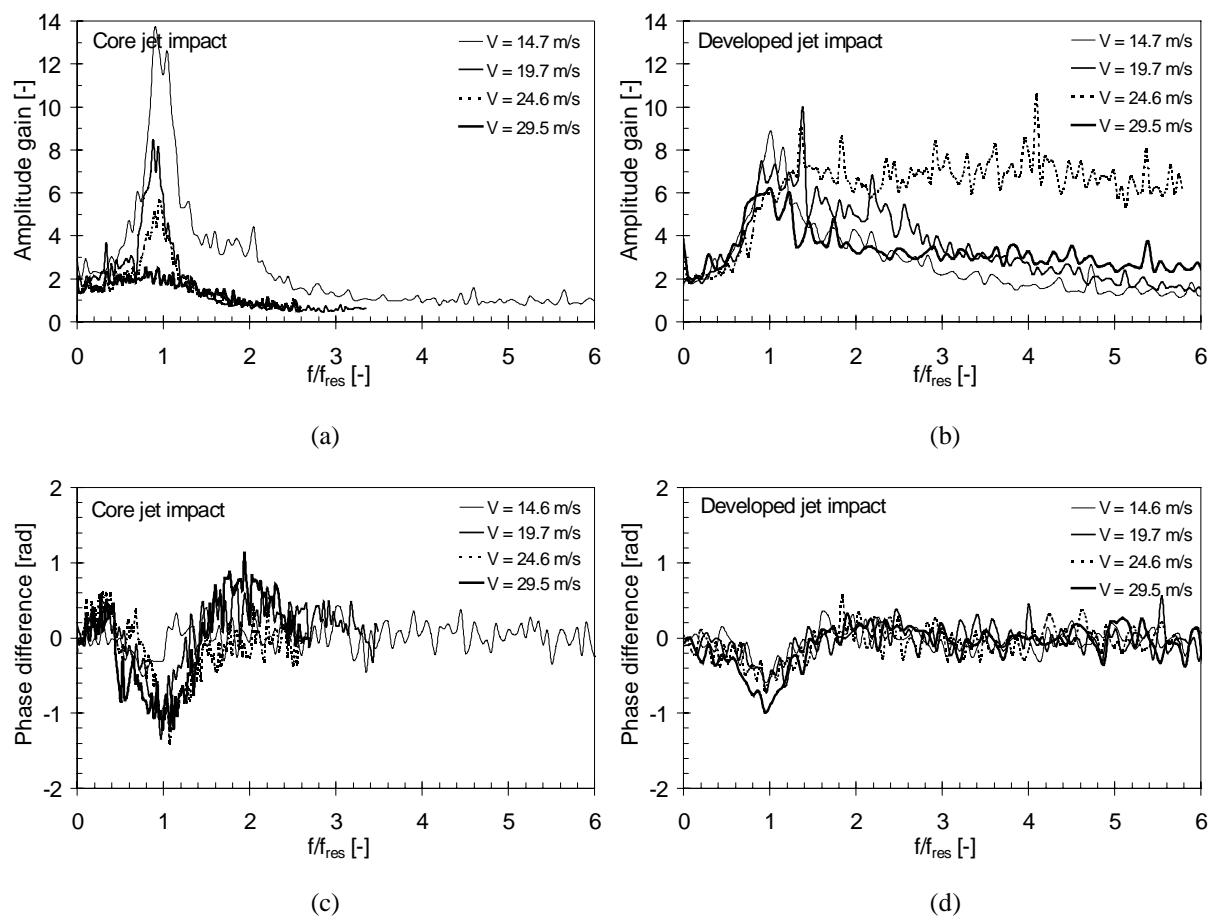 Core jet impact
V = 14.7 m/s
V = 19.7 m/s
V = 24.6 m/s
V = 29.5 m/s
Amplitude gain [-]
14
12
10
8
6
4
2
0
0 1 2 3 4 5 6
f/fres [-]
(a)
Developed jet impact
V = 14.7 m/s
V = 19.7 m/s
V = 24.6 m/s
V = 29.5 m/s
Amplitude gain [-]
14
12
10
8
6
4
2
0
0 1 2 3 4 5 6
f/fres [-]
(b)
Core jet impact
V = 14.6 m/s
V = 19.7 m/s
V = 24.6 m/s
V = 29.5 m/s
Phase difference [rad]
2
1
0
-1
-2
0 1 2 3 4 5 6
f/fres [-]
(c)
Developed jet impact
V = 14.6 m/s
V = 19.7 m/s
V = 24.6 m/s
V = 29.5 m/s
Phase difference [rad]
2
1
0
-1
-2
0 1 2 3 4 5 6
f/fres [-]
(d)